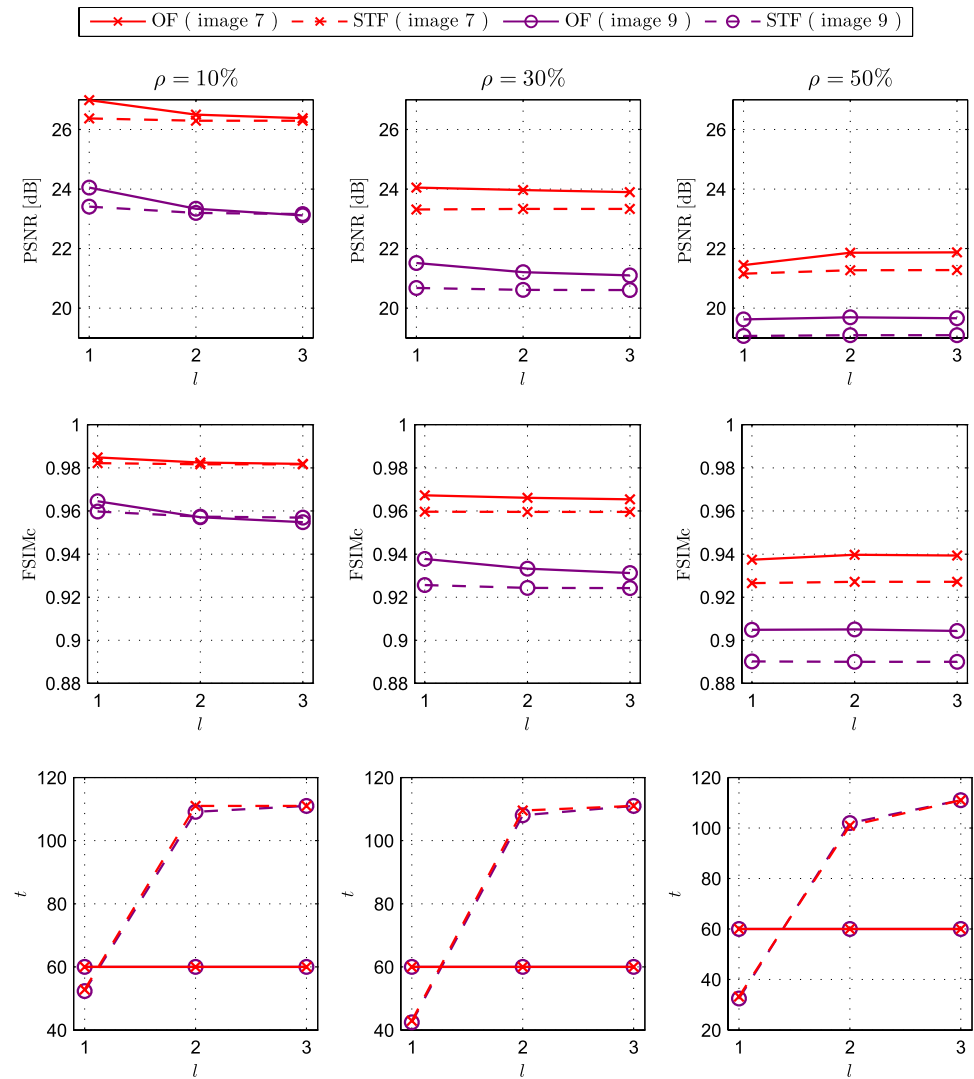 OF ( image 7 ) STF ( image 7 ) OF ( image 9 ) STF ( image 9 )
ρ = 10% ρ = 30% ρ = 50%
PSNR [dB]
26
24
22
20
1 2 3
l
PSNR [dB]
26
24
22
20
1 2 3
l
PSNR [dB]
26
24
22
20
1 2 3
l
FSIMc
1
0.98
0.96
0.94
0.92
0.9
0.88
1 2 3
l
FSIMc
1
0.98
0.96
0.94
0.92
0.9
0.88
1 2 3
l
FSIMc
1
0.98
0.96
0.94
0.92
0.9
0.88
1 2 3
l
t
120
100
80
60
40
1 2 3
l
t
120
100
80
60
40
1 2 3
l
t
120
100
80
60
40
20
1 2 3
l